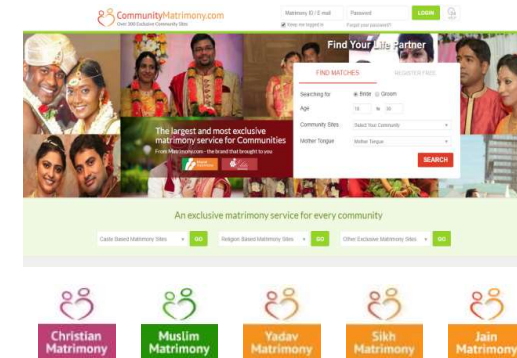 CommunityMatrimony.com
Over 300 Exclusive Community Sites
Matrimony ID / E-mail
Password
LOGIN
Keep me logged in
Forgot your password?
Find Your Life Partner
FIND MATCHES
REGISTER FREE
Searching for
Bride
Groom
Age
18
to
30
Community Sites
Select Your Community
Mother Tongue
Mother Tongue
SEARCH
The largest and most exclusive
matrimony service for Communities
From Matrimony.com - the brand that brought to you
An exclusive matrimony service for every community
Caste Based Matrimony Sites
GO
Religion Based Matrimony Sites
GO
Other Exclusive Matrimony Sites
GO
Christian
Matrimony
Muslim
Matrimony
Yadav
Matrimony
Sikh
Matrimony
Jain
Matrimony